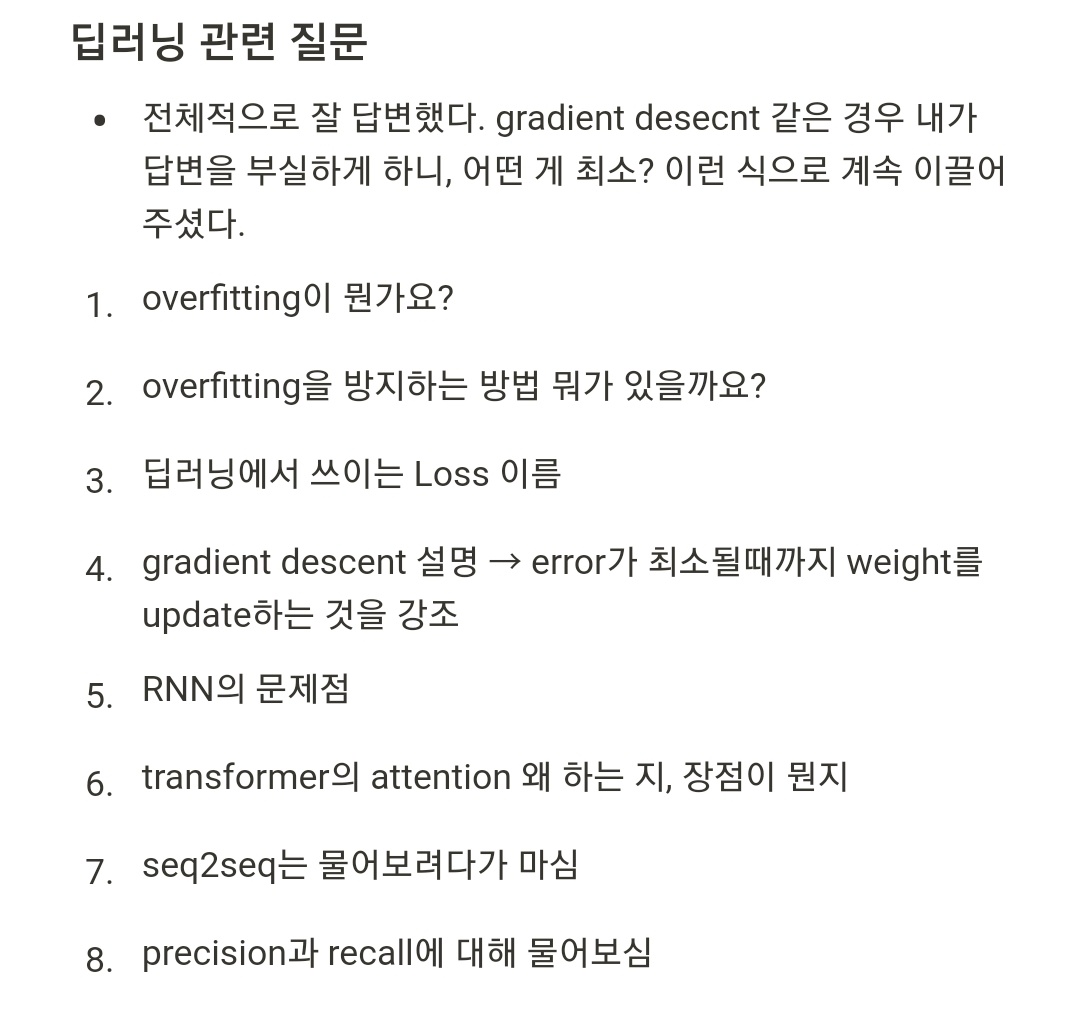 딥러닝 관련 질문
• 전체적으로 잘 답변했다. gradient desecnt 같은 경우 내가
답변을 부실하게 하니, 어떤 게 최소? 이런 식으로 계속 이끌어
주셨다.
1. overfitting이 뭔가요?
2. overfitting을 방지하는 방법 뭐가 있을까요?
3. 딥러닝에서 쓰이는 Loss 이름
4. gradient descent 설명 → error가 최소될때까지 weight를
update하는 것을 강조
5. RNN의 문제점
6. transformer의 attention 왜 하는 지, 장점이 뭔지
7. seq2seq는 물어보려다가 마심
8. precision과 recall에 대해 물어보심